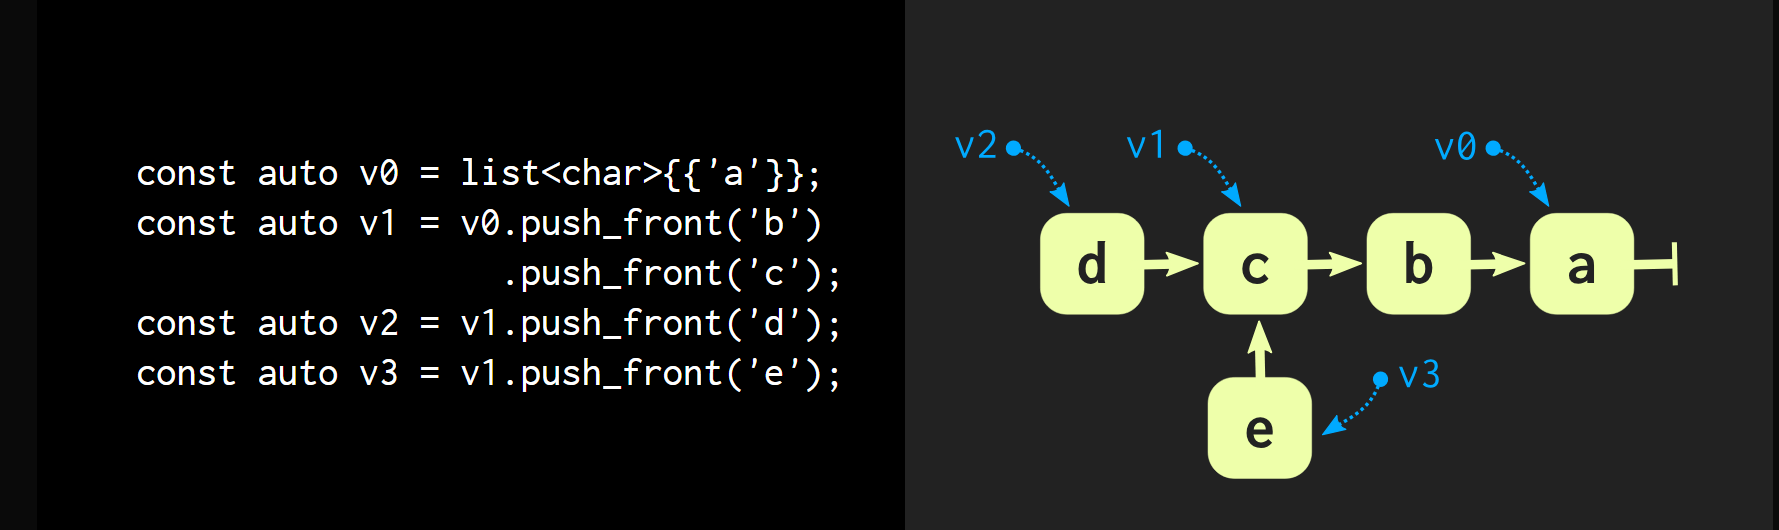 const auto v0 = list<char>{{'a'}};
const auto v1 = v0.push_front('b')
.push_front('c');
const auto v2 = v1.push_front('d');
const auto v3 = v1.push_front('e');
v2 v1 v0
d c b a
v3
e